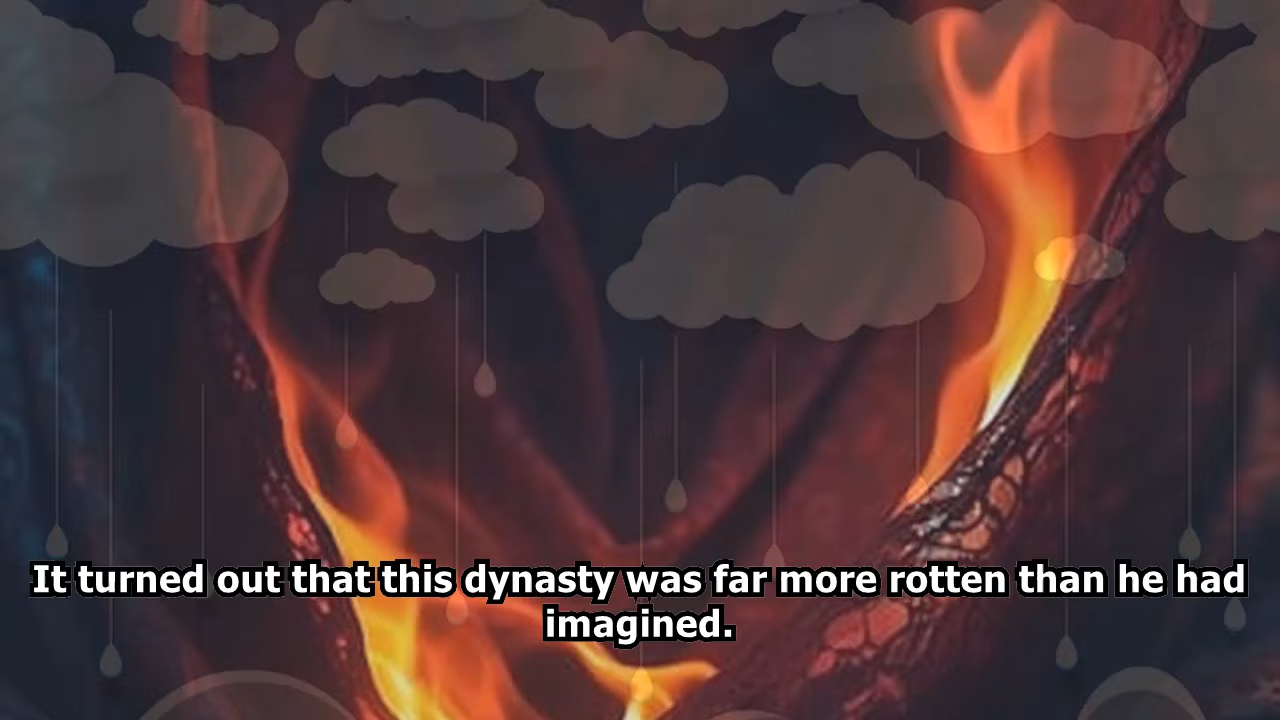 It turned out that this dynasty was far more rotten than he had
imagined.